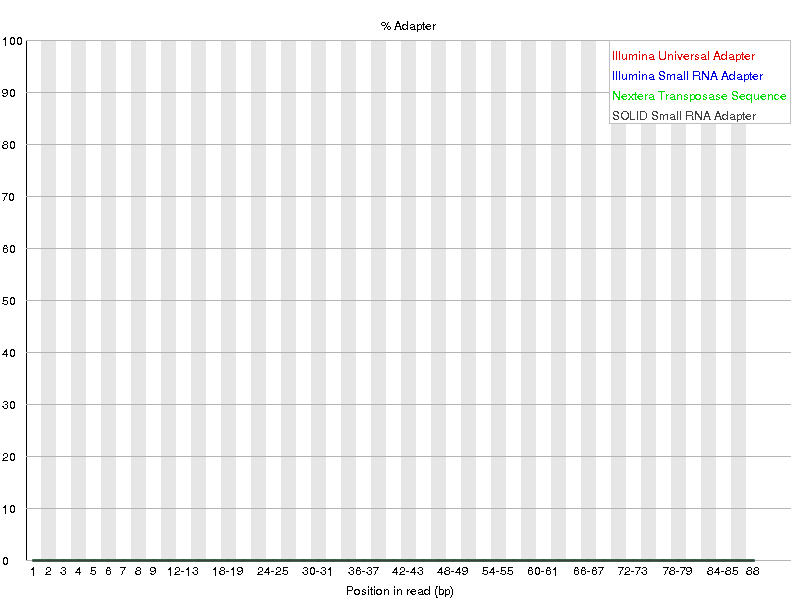 % Adapter
100
Illumina Universal Adapter
Illumina Small RNA Adapter
90
Nextera Transposase Sequence
SOLID Small RNA Adapter
80
70
60
50
40
30
20
10
0
1 2 3 4 5 6 7 8 9 12-13 18-19 24-25 30-31 36-37 42-43 48-49 54-55 60-61 66-67 72-73 78-79 84-85 88
Position in read (bp)